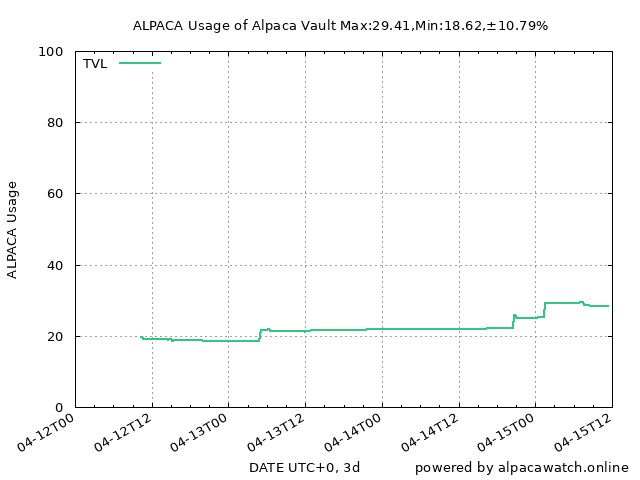 ALPACA Usage of Alpaca Vault Max:29.41,Min:18.62,±10.79%
100
TVL
80
60
ALPACA Usage
40
20
0
04-12T00
04-12T12
04-13T00
04-13T12
04-14T00
04-14T12
04-15T00
04-15T12
DATE UTC+0, 3d
powered by alpacawatch.online